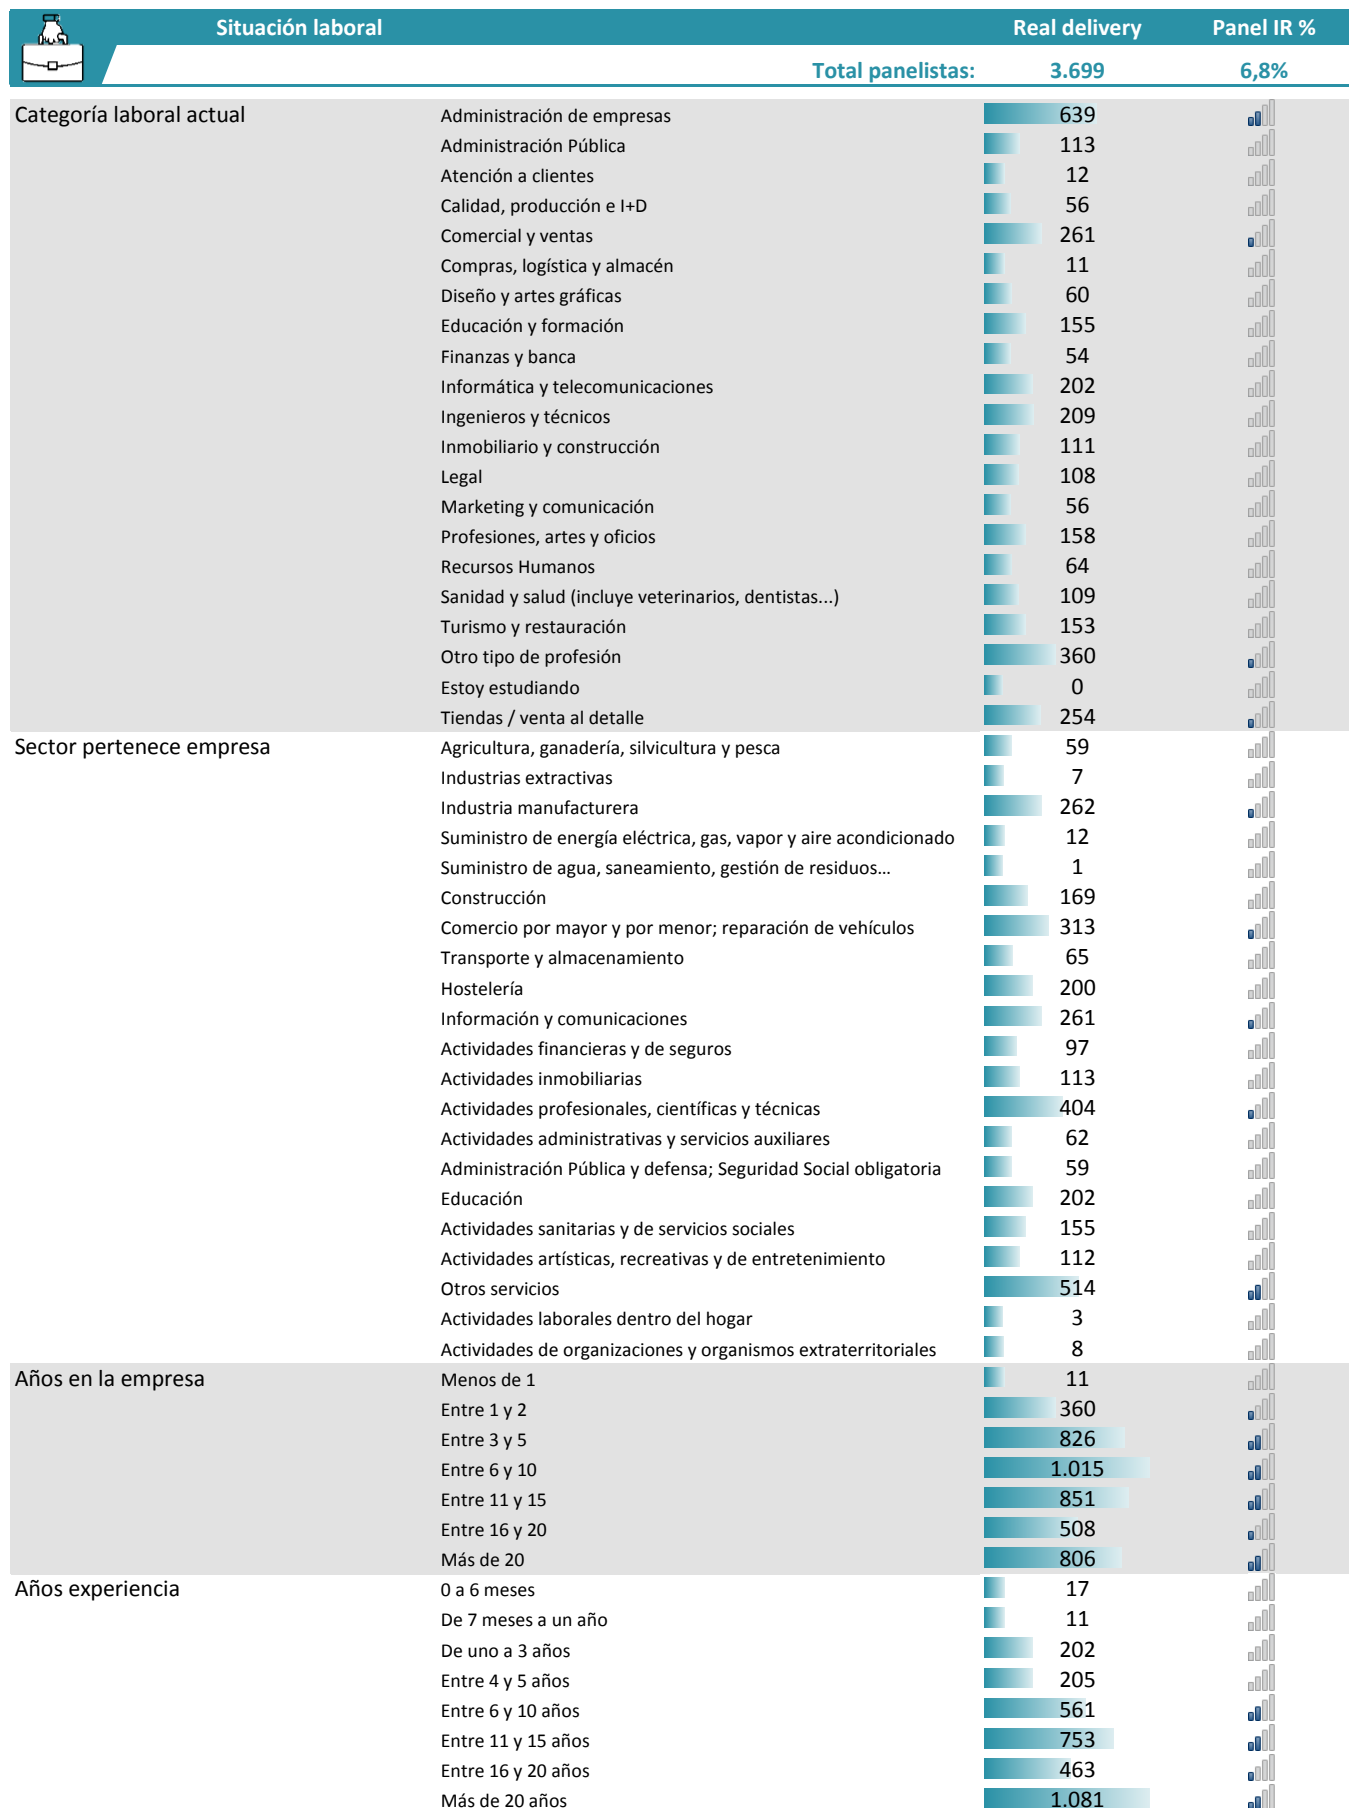 Situación laboral Real delivery Panel IR %
Total panelistas: 3.699 6,8%
Categoría laboral actual Administración de empresas 639
Administración Pública 113
Atención a clientes 12
Calidad, producción e I+D 56
Comercial y ventas 261
Compras, logística y almacén 11
Diseño y artes gráficas 60
Educación y formación 155
Finanzas y banca 54
Informática y telecomunicaciones 202
Ingenieros y técnicos 209
Inmobiliario y construcción 111
Legal 108
Marketing y comunicación 56
Profesiones, artes y oficios 158
Recursos Humanos 64
Sanidad y salud (incluye veterinarios, dentistas...) 109
Turismo y restauración 153
Otro tipo de profesión 360
Estoy estudiando 0
Tiendas / venta al detalle 254
Sector pertenece empresa Agricultura, ganadería, silvicultura y pesca 59
Industrias extractivas 7
Industria manufacturera 262
Suministro de energía eléctrica, gas, vapor y aire acondicionado 12
Suministro de agua, saneamiento, gestión de residuos… 1
Construcción 169
Comercio por mayor y por menor; reparación de vehículos 313
Transporte y almacenamiento 65
Hostelería 200
Información y comunicaciones 261
Actividades financieras y de seguros 97
Actividades inmobiliarias 113
Actividades profesionales, científicas y técnicas 404
Actividades administrativas y servicios auxiliares 62
Administración Pública y defensa; Seguridad Social obligatoria 59
Educación 202
Actividades sanitarias y de servicios sociales 155
Actividades artísticas, recreativas y de entretenimiento 112
Otros servicios 514
Actividades laborales dentro del hogar 3
Actividades de organizaciones y organismos extraterritoriales 8
Años en la empresa Menos de 1 11
Entre 1 y 2 360
Entre 3 y 5 826
Entre 6 y 10 1.015
Entre 11 y 15 851
Entre 16 y 20 508
Más de 20 806
Años experiencia 0 a 6 meses 17
De 7 meses a un año 11
De uno a 3 años 202
Entre 4 y 5 años 205
Entre 6 y 10 años 561
Entre 11 y 15 años 753
Entre 16 y 20 años 463
Más de 20 años 1.081